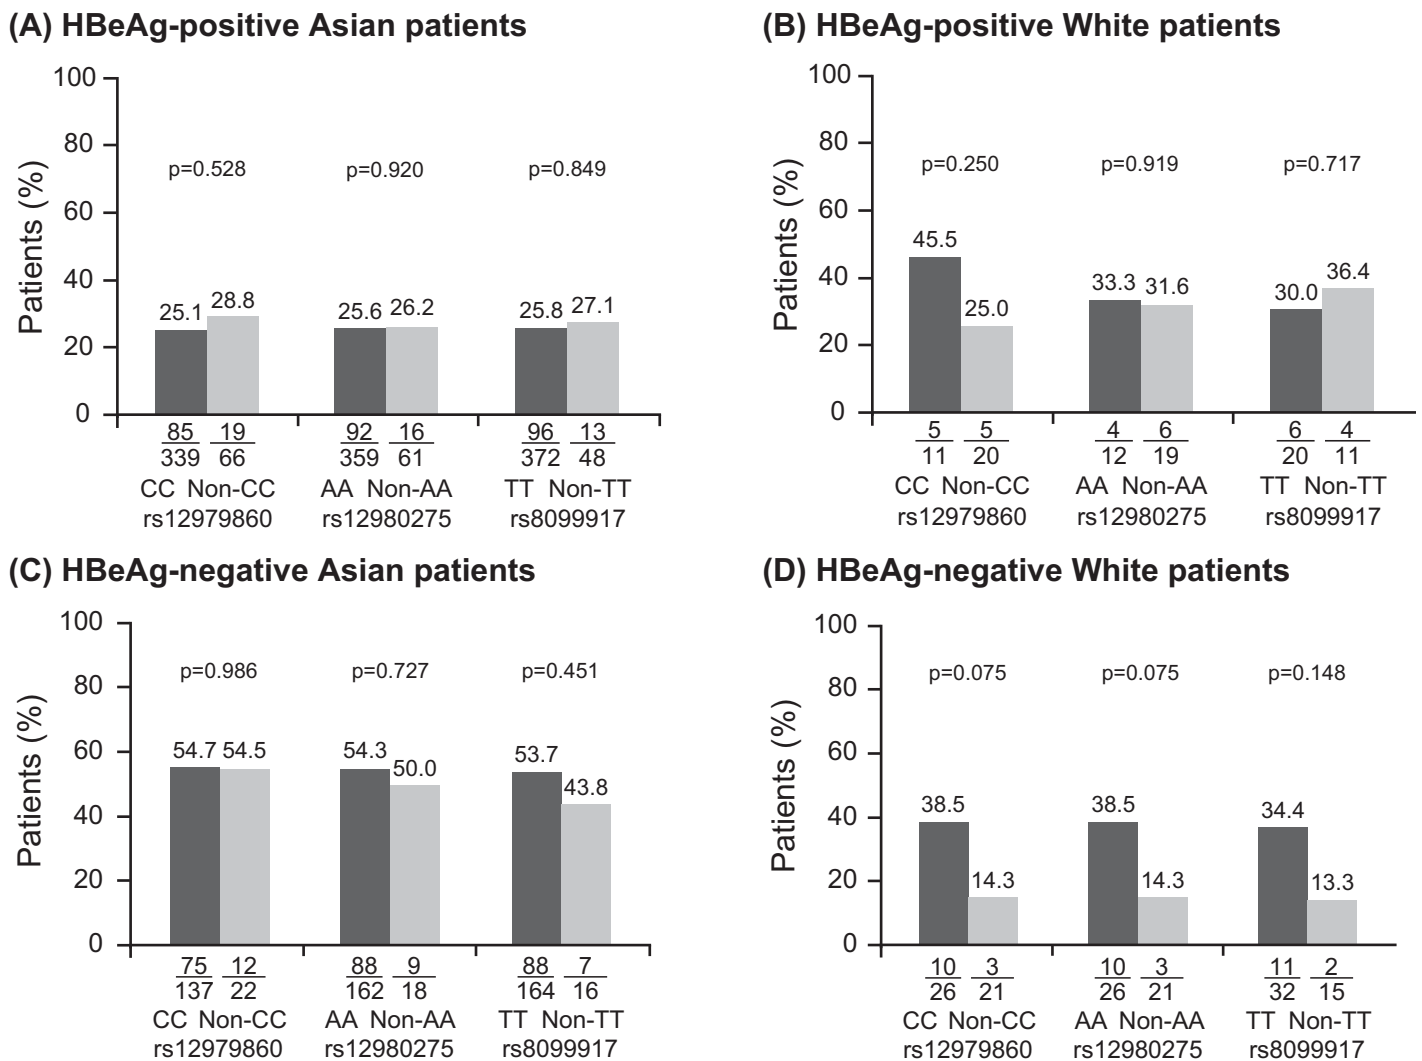 (A) HBeAg-positive Asian patients
100
80
60
40
20
0
Patients (%)
p=0.528
p=0.920
p=0.849
25.1
28.8
25.6
26.2
25.8
27.1
85 19 92 16 96 13
339 66 359 61 372 48
CC Non-CC AA Non-AA TT Non-TT
rs12979860 rs12980275 rs8099917
(B) HBeAg-positive White patients
100
80
60
40
20
0
Patients (%)
p=0.250
p=0.919
p=0.717
45.5
25.0
33.3
31.6
30.0
36.4
5 5 4 6 6 4
11 20 12 19 20 11
CC Non-CC AA Non-AA TT Non-TT
rs12979860 rs12980275 rs8099917
(C) HBeAg-negative Asian patients
100
80
60
40
20
0
Patients (%)
p=0.986
p=0.727
p=0.451
54.7
54.5
54.3
50.0
53.7
43.8
75 12 88 9 88 7
137 22 162 18 164 16
CC Non-CC AA Non-AA TT Non-TT
rs12979860 rs12980275 rs8099917
(D) HBeAg-negative White patients
100
80
60
40
20
0
Patients (%)
p=0.075
p=0.075
p=0.148
38.5
14.3
38.5
14.3
34.4
13.3
10 3 10 3 11 2
26 21 26 21 32 15
CC Non-CC AA Non-AA TT Non-TT
rs12979860 rs12980275 rs8099917